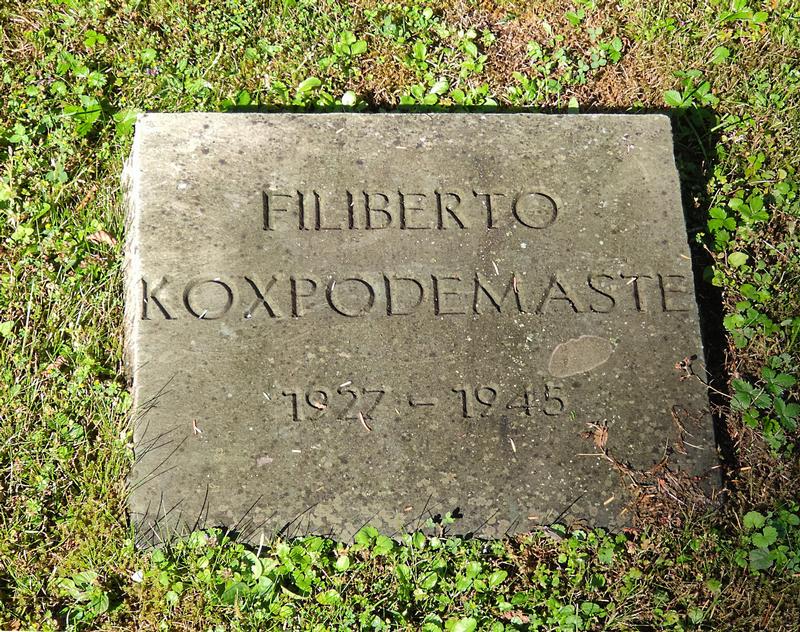 FILIBERTO
KOXPODEMASTE
1927 – 1945